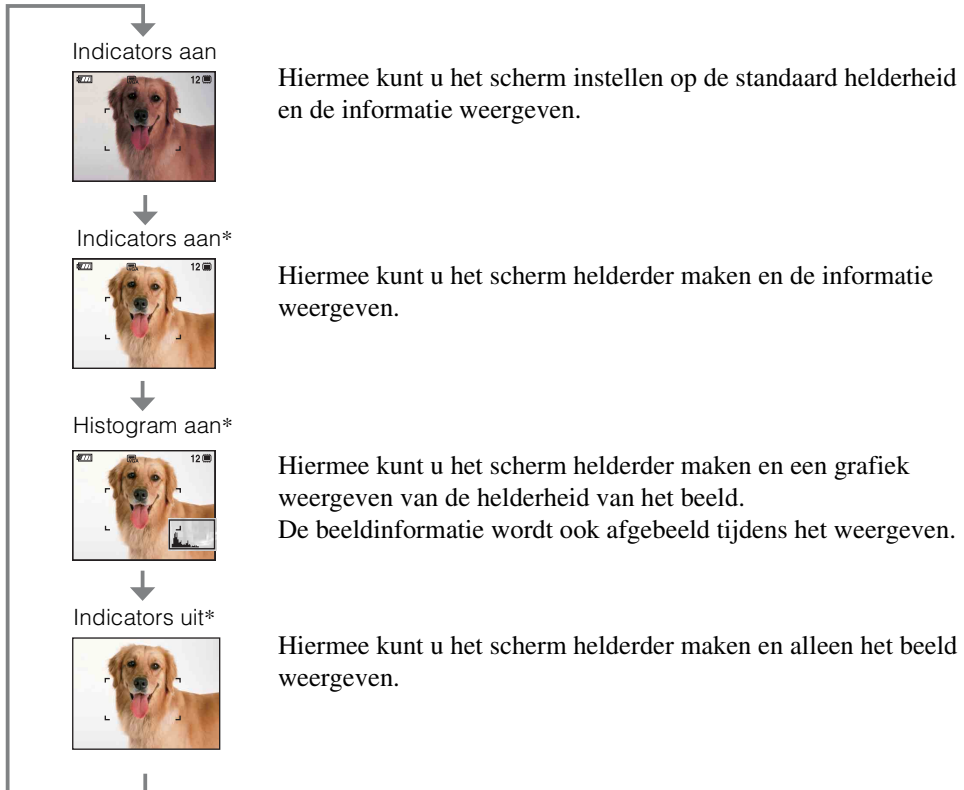 Indicators aan
12
Hiermee kunt u het scherm instellen op de standaard helderheid
en de informatie weergeven.
Indicators aan*
12
Hiermee kunt u het scherm helderder maken en de informatie
weergeven.
Histogram aan*
12
Hiermee kunt u het scherm helderder maken en een grafiek
weergeven van de helderheid van het beeld.
De beeldinformatie wordt ook afgebeeld tijdens het weergeven.
Indicators uit*
Hiermee kunt u het scherm helderder maken en alleen het beeld
weergeven.